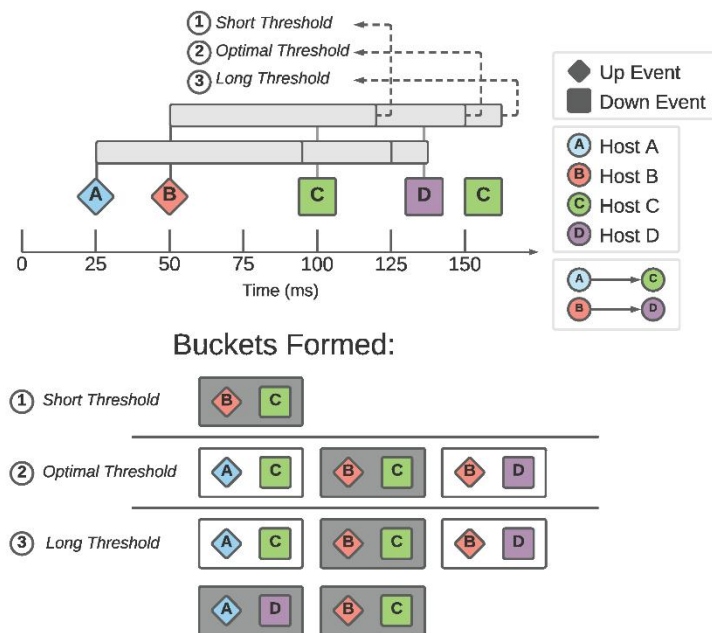 1 Short Threshold
2 Optimal Threshold
3 Long Threshold
Up Event
Down Event
A Host A
B Host B
C Host C
D Host D
A B C D C
A C
B D
0 25 50 75 100 125 150
Time (ms)
Buckets Formed:
1 Short Threshold B C
2 Optimal Threshold A C B C B D
3 Long Threshold A C B C B D
A D B C